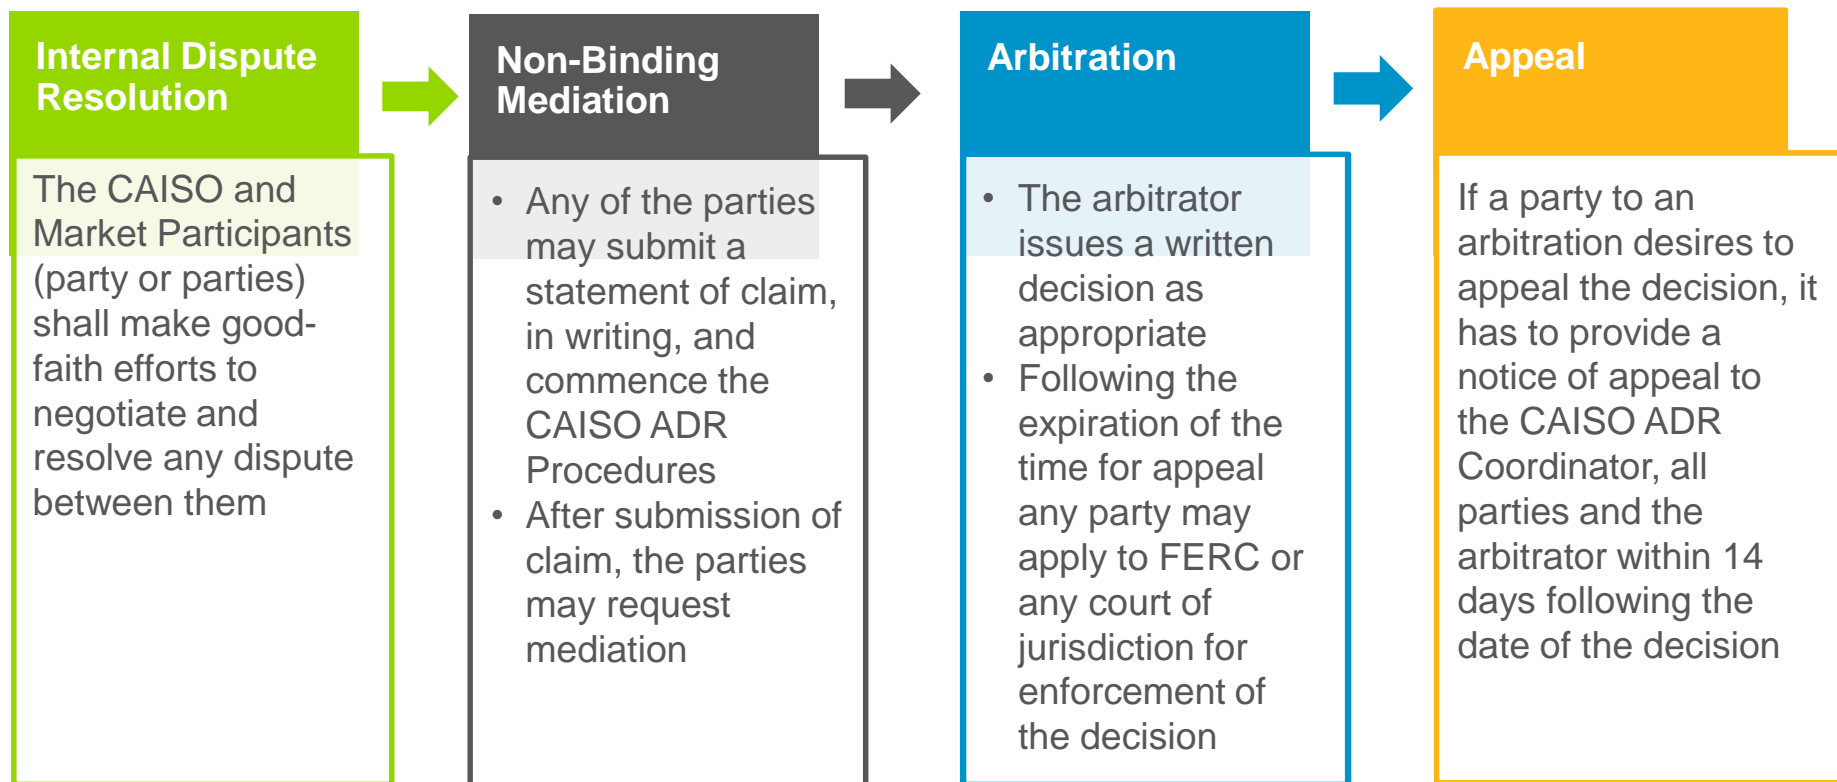 Internal Dispute
Resolution
The CAISO and
Market Participants
(party or parties)
shall make good-
faith efforts to
negotiate and
resolve any dispute
between them
Non-Binding
Mediation
• Any of the parties
may submit a
statement of claim,
in writing, and
commence the
CAISO ADR
Procedures
• After submission of
claim, the parties
may request
mediation
Arbitration
• The arbitrator
issues a written
decision as
appropriate
• Following the
expiration of the
time for appeal
any party may
apply to FERC or
any court of
jurisdiction for
enforcement of
the decision
Appeal
If a party to an
arbitration desires to
appeal the decision, it
has to provide a
notice of appeal to
the CAISO ADR
Coordinator, all
parties and the
arbitrator within 14
days following the
date of the decision